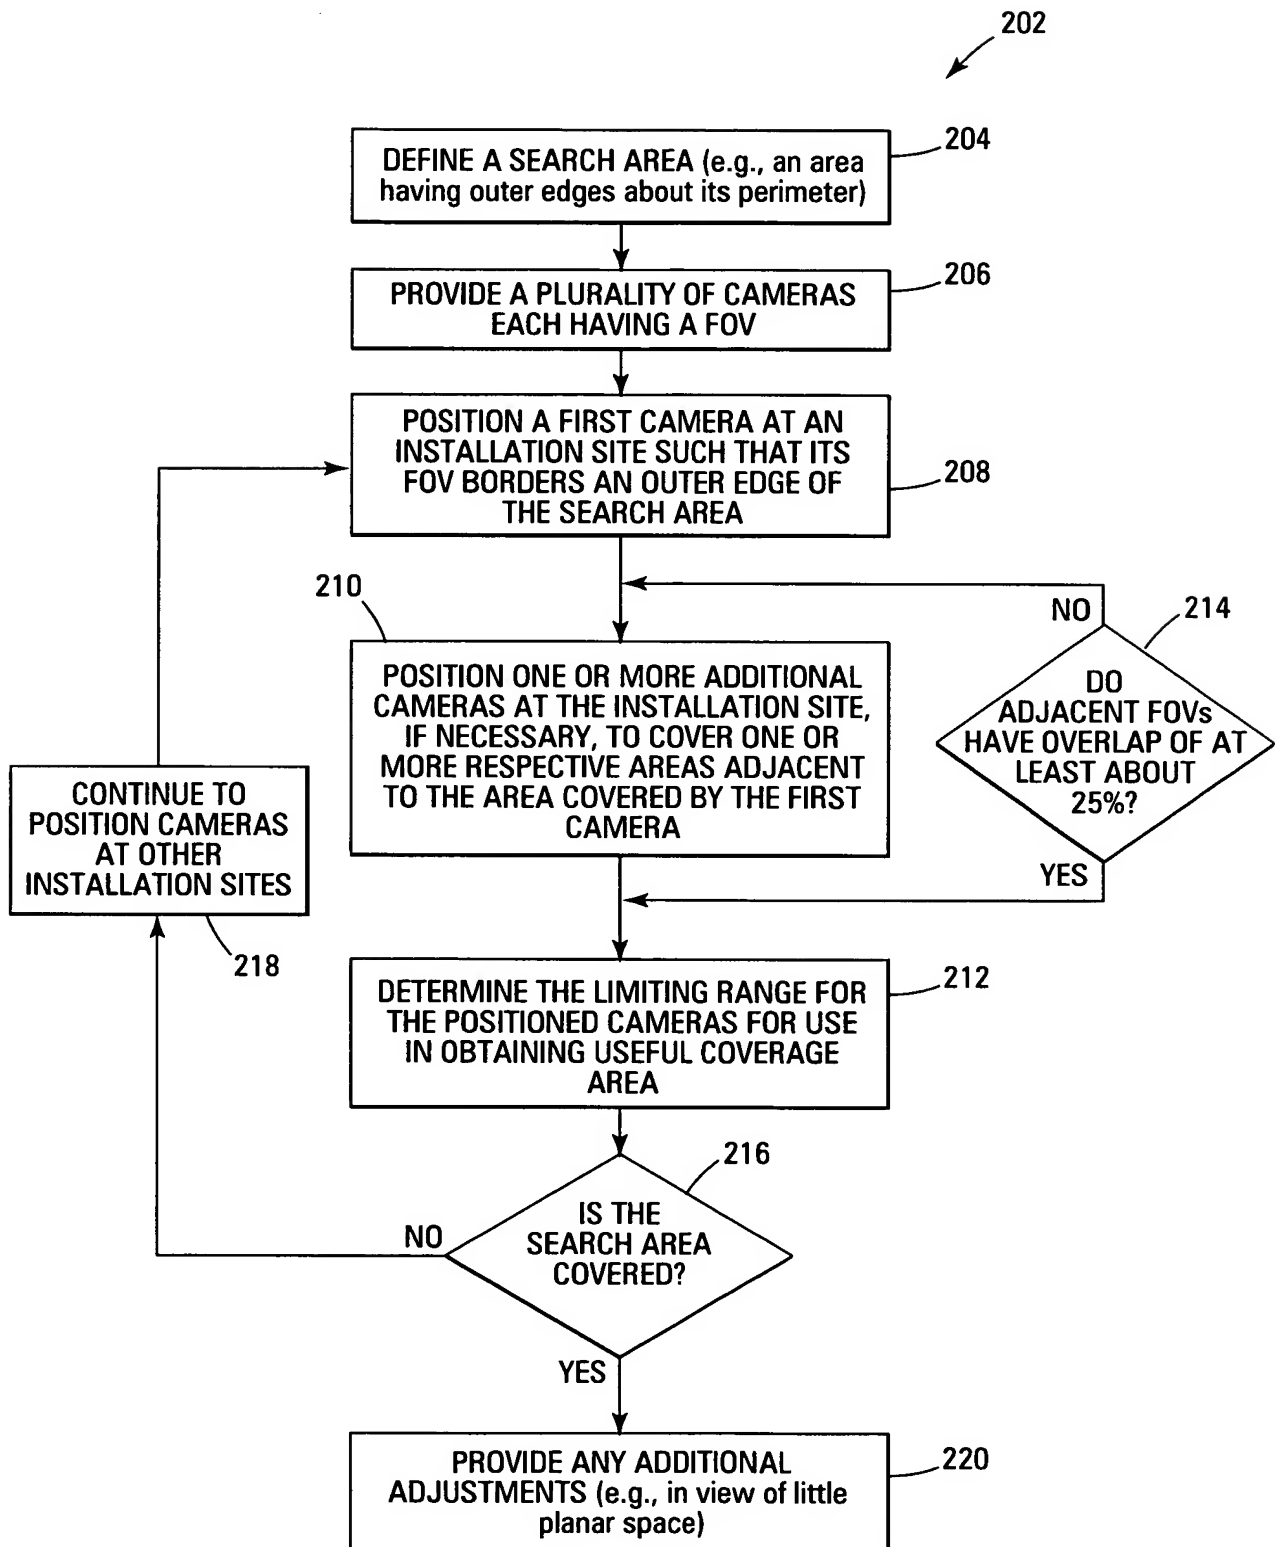 202
DEFINE A SEARCH AREA (e.g., an area
having outer edges about its perimeter)
204
PROVIDE A PLURALITY OF CAMERAS
EACH HAVING A FOV
206
POSITION A FIRST CAMERA AT AN
INSTALLATION SITE SUCH THAT ITS
FOV BORDERS AN OUTER EDGE OF
THE SEARCH AREA
208
210
POSITION ONE OR MORE ADDITIONAL
CAMERAS AT THE INSTALLATION SITE,
IF NECESSARY, TO COVER ONE OR
MORE RESPECTIVE AREAS ADJACENT
TO THE AREA COVERED BY THE FIRST
CAMERA
NO
214
DO
ADJACENT FOVs
HAVE OVERLAP OF AT
LEAST ABOUT
25%?
YES
CONTINUE TO
POSITION CAMERAS
AT OTHER
INSTALLATION SITES
218
DETERMINE THE LIMITING RANGE FOR
THE POSITIONED CAMERAS FOR USE
IN OBTAINING USEFUL COVERAGE
AREA
212
216
IS THE
SEARCH AREA
COVERED?
NO
YES
PROVIDE ANY ADDITIONAL
ADJUSTMENTS (e.g., in view of little
planar space)
220